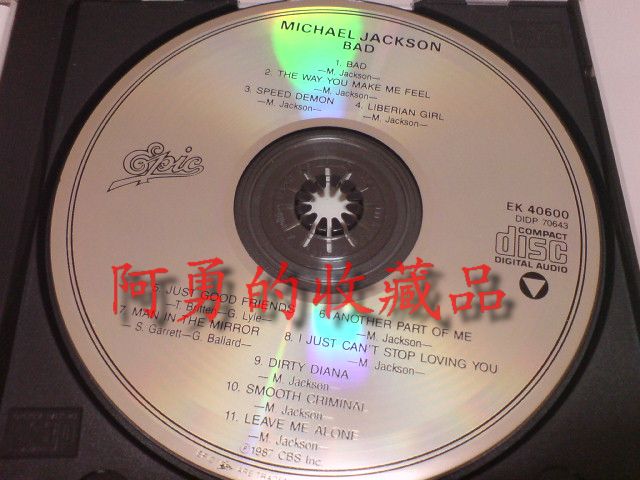 MICHAEL JACKSON
BAD
1. BAD
—M. Jackson—
2. THE WAY YOU MAKE ME FEEL
—M. Jackson—
3. SPEED DEMON
—M. Jackson—
4. LIBERIAN GIRL
—M. Jackson—
Epic
EK 40600
DIDP 70643
COMPACT
disc
DIGITAL AUDIO
阿勇的收藏品
5. JUST GOOD FRIENDS
—T. Britten—G. Lyle—
6. ANOTHER PART OF ME
—M. Jackson—
7. MAN IN THE MIRROR
—S. Garrett—G. Ballard—
8. I JUST CAN'T STOP LOVING YOU
—M. Jackson—
9. DIRTY DIANA
—M. Jackson—
10. SMOOTH CRIMINAL
—M. Jackson—
11. LEAVE ME ALONE
—M. Jackson—
℗1987 CBS Inc.